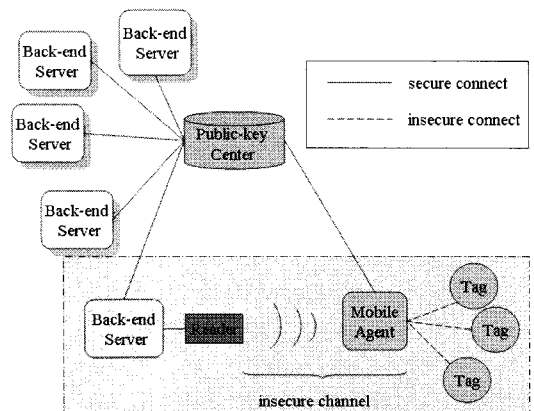 Back-end
Server
Back-end
Server
Back-end
Server
Back-end
Server
Public-key
Center
secure connect
insecure connect
Back-end
Server
Reader
Mobile
Agent
Tag
Tag
Tag
insecure channel